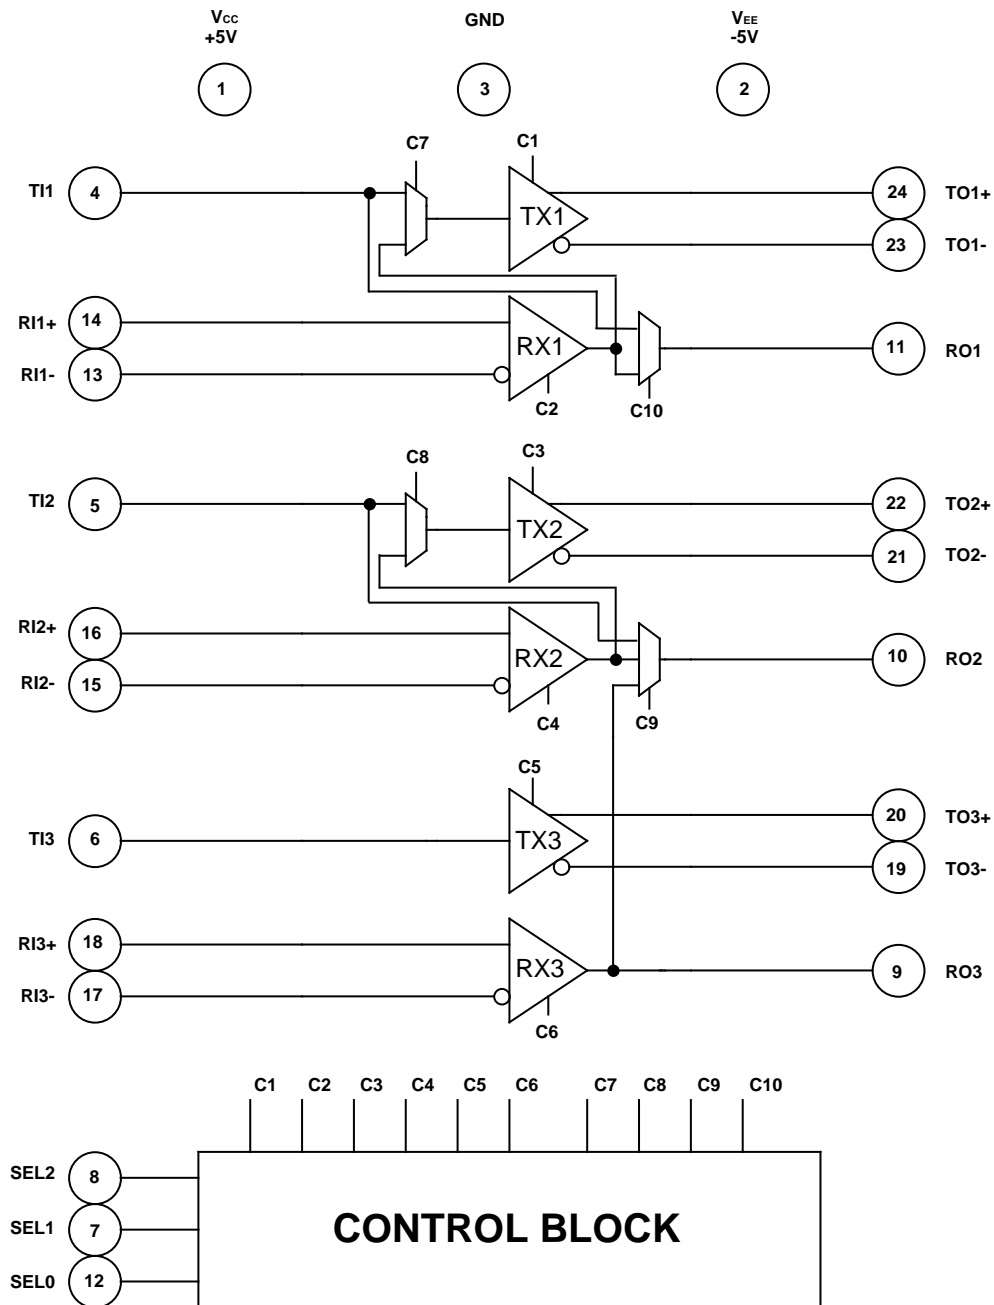 VCC GND VEE
+5V -5V
1 3 2
C7 C1
TI1 4 TX1 24 TO1+
23 TO1-
RI1+ 14
RX1 11 RO1
RI1- 13
C2 C10
C8 C3
TI2 5 TX2 22 TO2+
21 TO2-
RI2+ 16
RX2 10 RO2
RI2- 15
C4 C9
C5
20 TO3+
TI3 6 TX3
19 TO3-
RI3+ 18
RX3 9 RO3
RI3- 17
C6
C1 C2 C3 C4 C5 C6 C7 C8 C9 C10
SEL2 8
SEL1 7 CONTROL BLOCK
SEL0 12